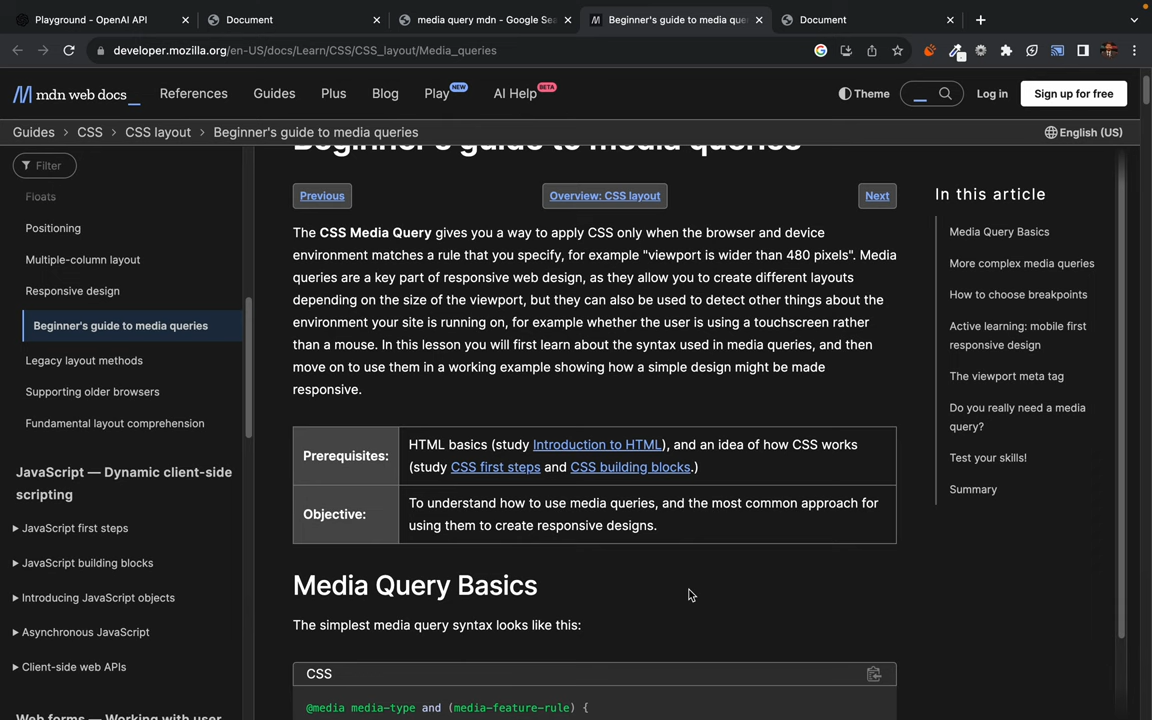 Playground - OpenAI API
Document
media query mdn - Google Sea
Beginner's guide to media que
Document
developer.mozilla.org/en-US/docs/Learn/CSS/CSS_layout/Media_queries
mdn web docs_
References
Guides
Plus
Blog
Play NEW
AI Help BETA
Theme
Log in
Sign up for free
Guides > CSS > CSS layout > Beginner's guide to media queries
English (US)
Filter
Floats
Positioning
Multiple-column layout
Responsive design
Beginner's guide to media queries
Legacy layout methods
Supporting older browsers
Fundamental layout comprehension
JavaScript — Dynamic client-side
scripting
JavaScript first steps
JavaScript building blocks
Introducing JavaScript objects
Asynchronous JavaScript
Client-side web APIs
Web forms — Working with user
Beginner's guide to media queries
Previous
Overview: CSS layout
Next
The CSS Media Query gives you a way to apply CSS only when the browser and device
environment matches a rule that you specify, for example "viewport is wider than 480 pixels". Media
queries are a key part of responsive web design, as they allow you to create different layouts
depending on the size of the viewport, but they can also be used to detect other things about the
environment your site is running on, for example whether the user is using a touchscreen rather
than a mouse. In this lesson you will first learn about the syntax used in media queries, and then
move on to use them in a working example showing how a simple design might be made
responsive.
Prerequisites:
HTML basics (study Introduction to HTML), and an idea of how CSS works
(study CSS first steps and CSS building blocks.)
Objective:
To understand how to use media queries, and the most common approach for
using them to create responsive designs.
Media Query Basics
The simplest media query syntax looks like this:
CSS
@media media-type and (media-feature-rule) {
In this article
Media Query Basics
More complex media queries
How to choose breakpoints
Active learning: mobile first
responsive design
The viewport meta tag
Do you really need a media
query?
Test your skills!
Summary